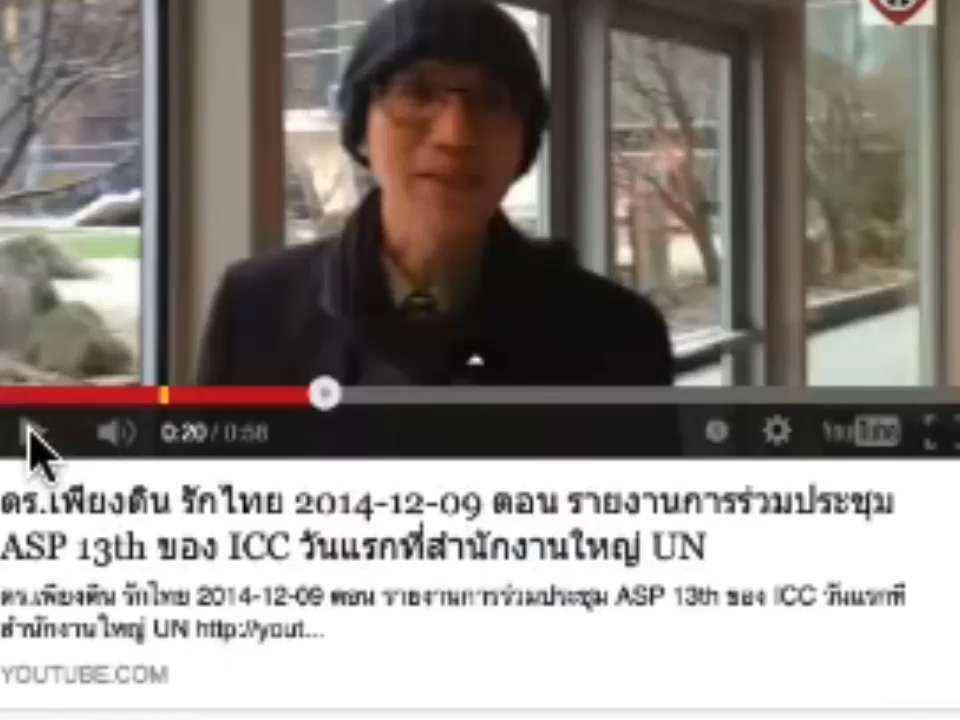 0:20 / 0:58
YouTube
ดร.เพียงดิน รักไทย 2014-12-09 ตอน รายงานการร่วมประชุม
ASP 13th ของ ICC วันแรกที่สำนักงานใหญ่ UN
ดร.เพียงดิน รักไทย 2014-12-09 ตอน รายงานการร่วมประชุม ASP 13th ของ ICC วันแรกที่
สำนักงานใหญ่ UN http://yout...
YOUTUBE.COM